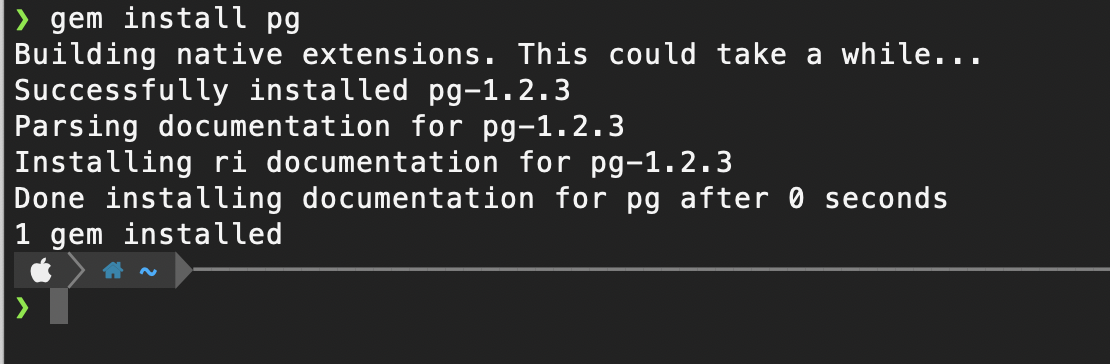 ❯ gem install pg
Building native extensions. This could take a while...
Successfully installed pg-1.2.3
Parsing documentation for pg-1.2.3
Installing ri documentation for pg-1.2.3
Done installing documentation for pg after 0 seconds
1 gem installed
~
❯